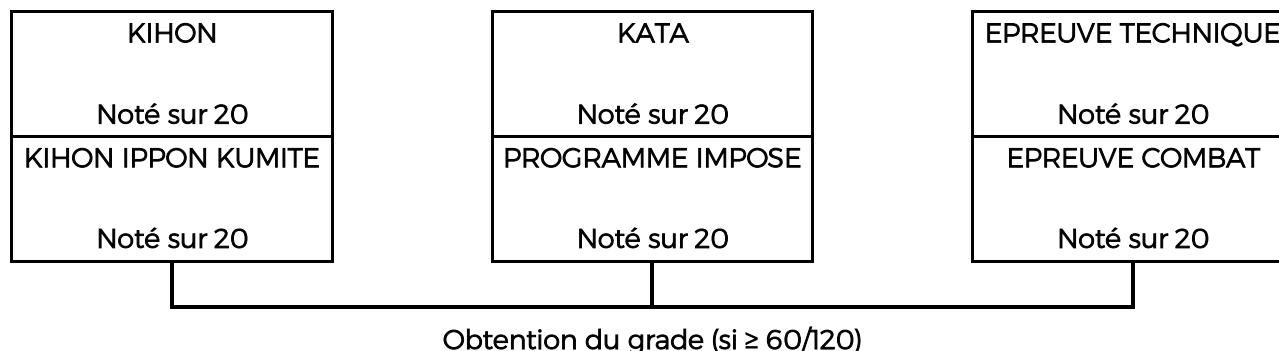 KIHON
Noté sur 20
KIHON IPPON KUMITE
Noté sur 20
KATA
Noté sur 20
PROGRAMME IMPOSE
Noté sur 20
EPREUVE TECHNIQUE
Noté sur 20
EPREUVE COMBAT
Noté sur 20
Obtention du grade (si ≥ 60/120)